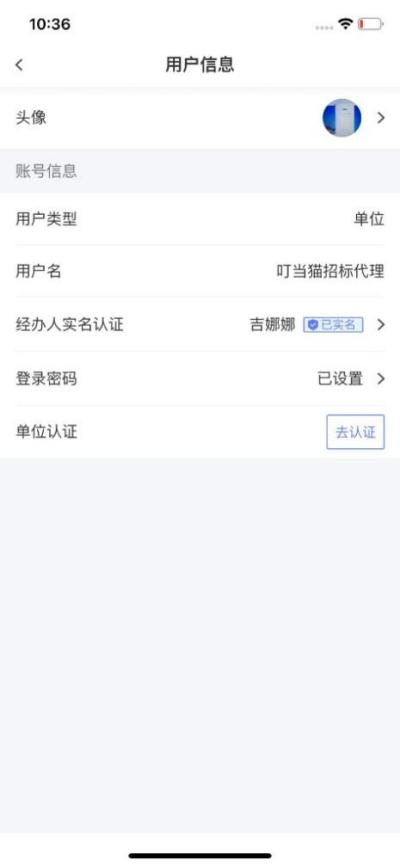 10:36
用户信息
头像
账号信息
用户类型 单位
用户名 叮当猫招标代理
经办人实名认证 吉娜娜 已实名
登录密码 已设置
单位认证 去认证